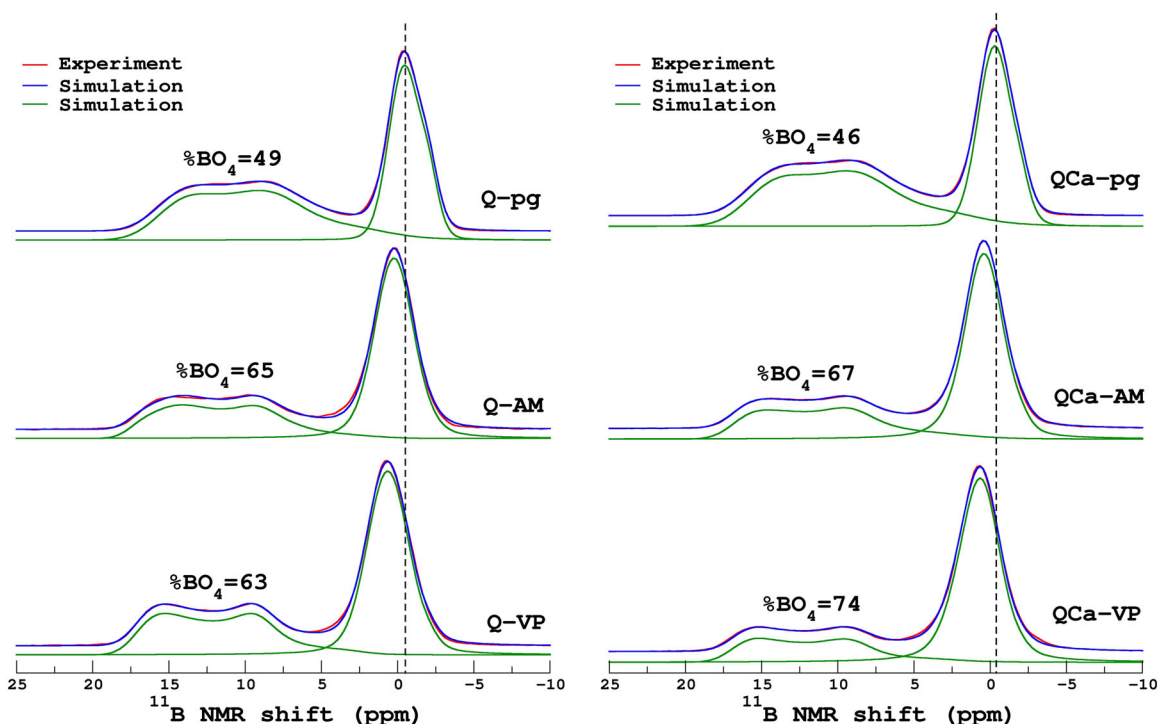 Experiment
Simulation
Simulation
%BO4=49
Q-pg
%BO4=65
Q-AM
%BO4=63
Q-VP
25 20 15 10 5 0 -5 -10
11B NMR shift (ppm)
Experiment
Simulation
Simulation
%BO4=46
QCa-pg
%BO4=67
QCa-AM
%BO4=74
QCa-VP
25 20 15 10 5 0 -5 -10
11B NMR shift (ppm)